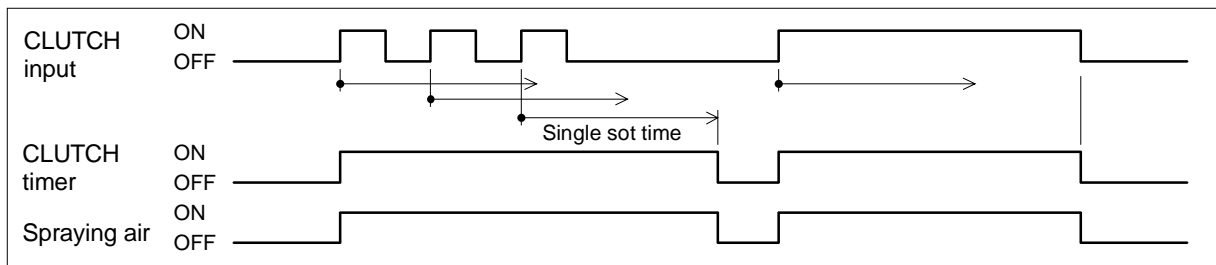 CLUTCH ON
input OFF
Single sot time
CLUTCH ON
timer OFF
ON
Spraying air OFF